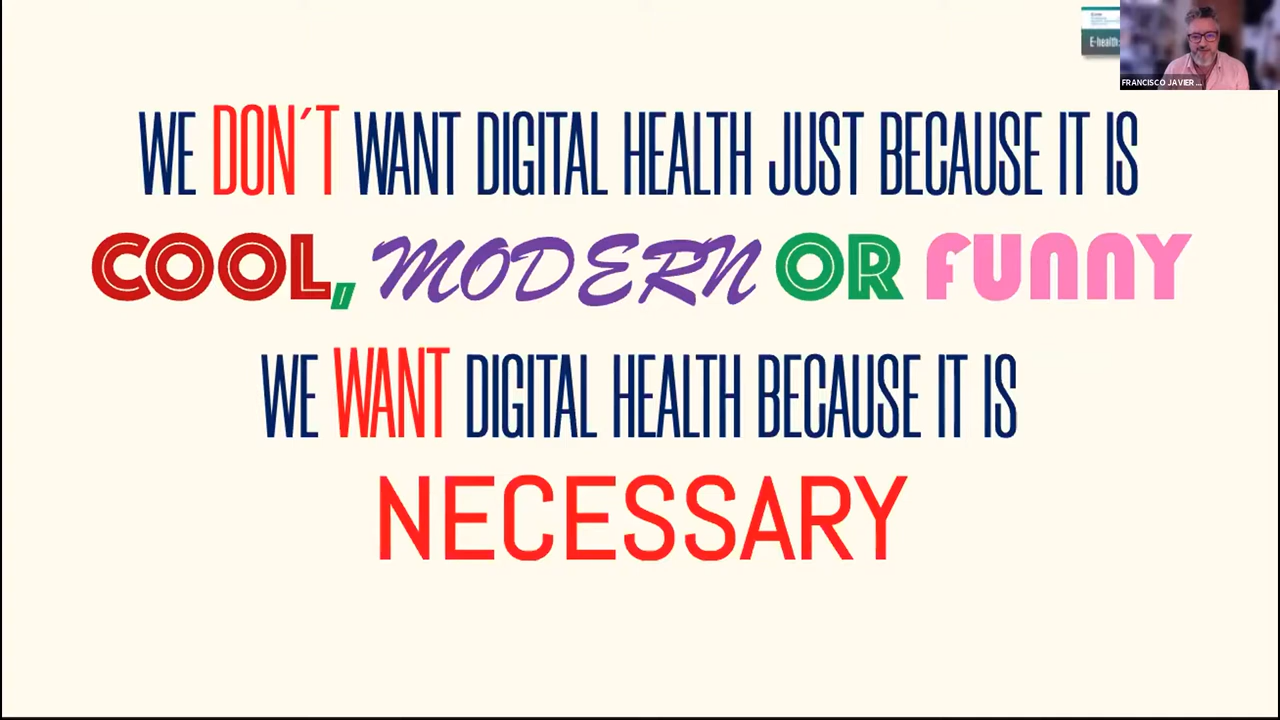 E-health
FRANCISCO JAVIER ...
WE DON´T WANT DIGITAL HEALTH JUST BECAUSE IT IS
COOL, MODERN OR FUNNY
WE WANT DIGITAL HEALTH BECAUSE IT IS
NECESSARY